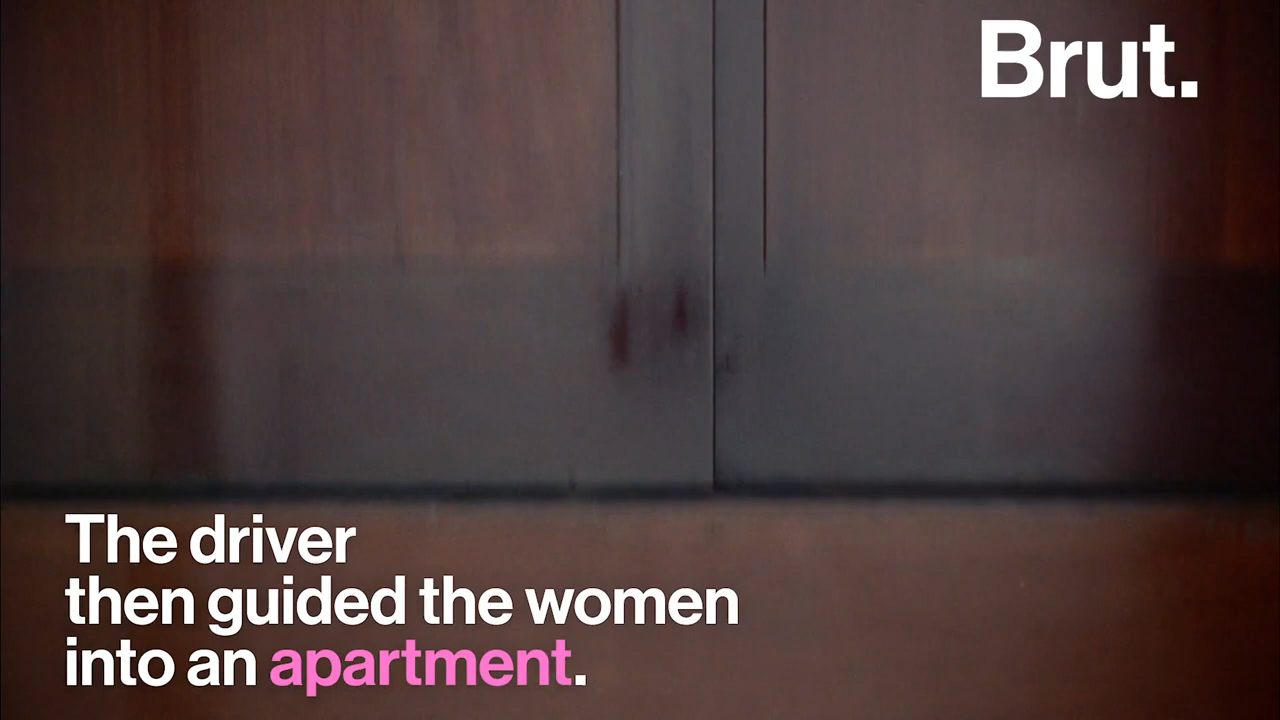 Brut.
The driver
then guided the women
into an apartment.